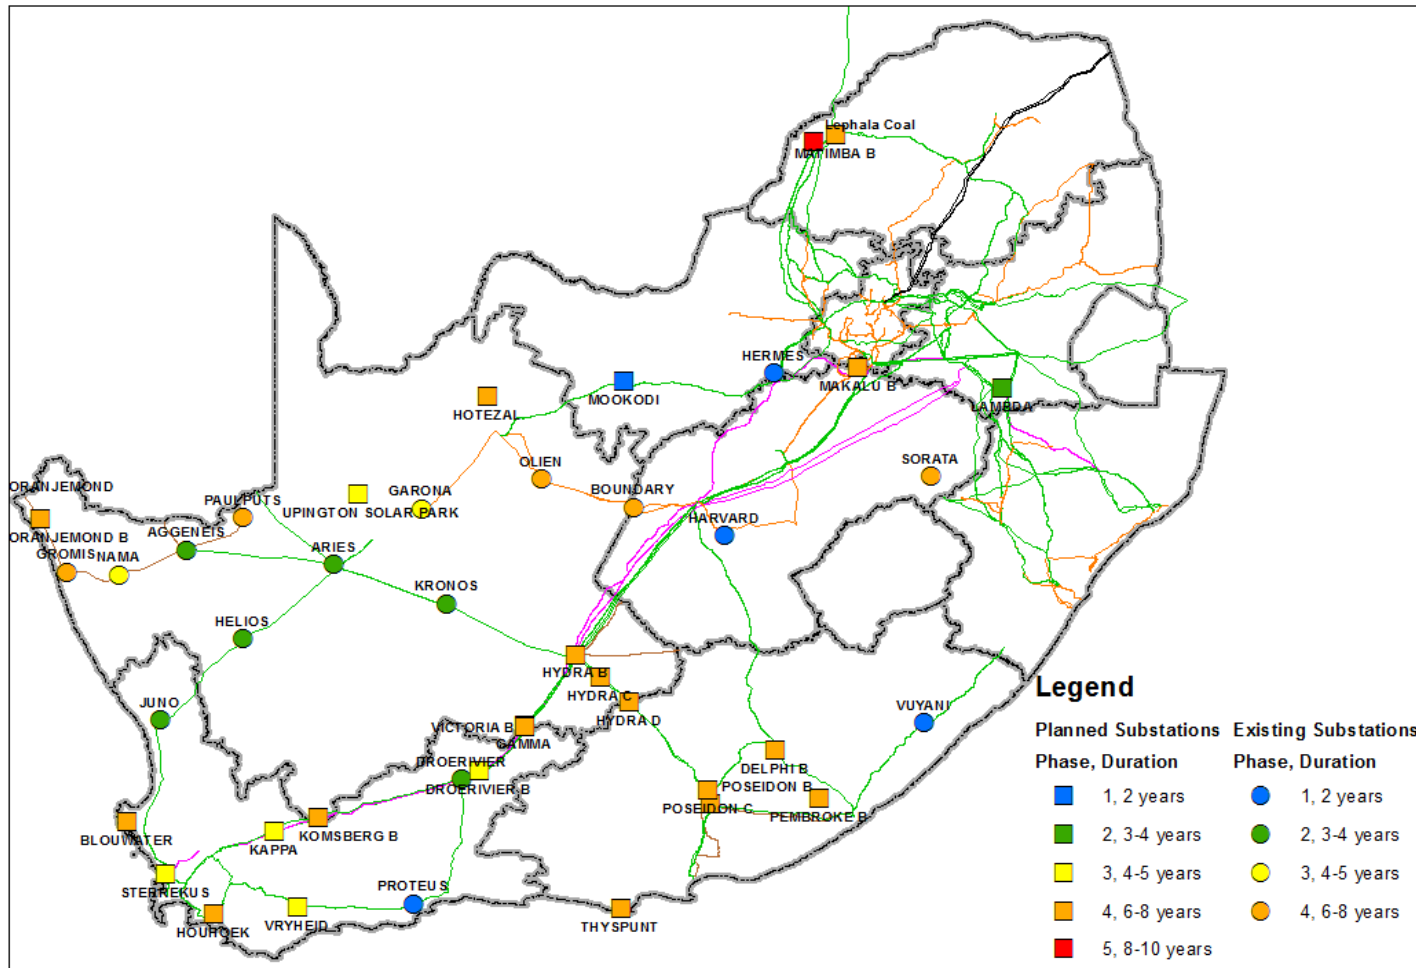 Lephala Coal
MATIMBA B
HERMES
MAKALU B
MOOKODI
HOTEZAL
LAMBDA
OLIEN
SORATA
ORANJEMOND
PAULPUTS
GARONA
BOUNDARY
UPINGTON SOLAR PARK
HARVARD
ORANJEMOND B
AGGENEIS
GROMIS
NAMA
ARIES
KRONOS
HELIOS
HYDRA B
HYDRA C
JUNO
HYDRA D
VUYANI
VICTORIA B
GAMMA
DROERIVIER
DELPHI B
DROERIVIER B
POSEIDON B
POSEIDON C
PEMBROKE B
KOMSBERG B
BLOUWATER
KAPPA
STERREKUS
PROTEUS
VRYHEID
HOUHOEK
THYSPUNT
Legend
Planned Substations Existing Substations
Phase, Duration Phase, Duration
1, 2 years 1, 2 years
2, 3-4 years 2, 3-4 years
3, 4-5 years 3, 4-5 years
4, 6-8 years 4, 6-8 years
5, 8-10 years